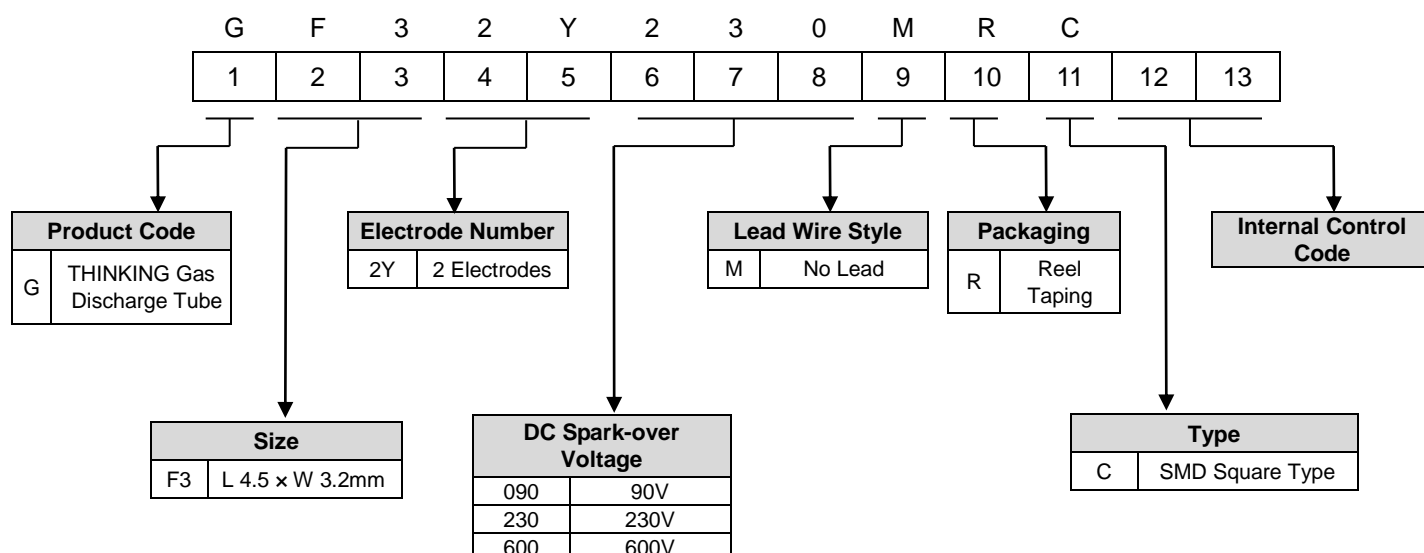 G F 3 2 Y 2 3 0 M R C
1 2 3 4 5 6 7 8 9 10 11 12 13
Product Code
G THINKING Gas
Discharge Tube
Electrode Number
2Y 2 Electrodes
Lead Wire Style
M No Lead
Packaging
R Reel
Taping
Internal Control
Code
Size
F3 L 4.5 × W 3.2mm
DC Spark-over
Voltage
090 90V
230 230V
600 600V
Type
C SMD Square Type